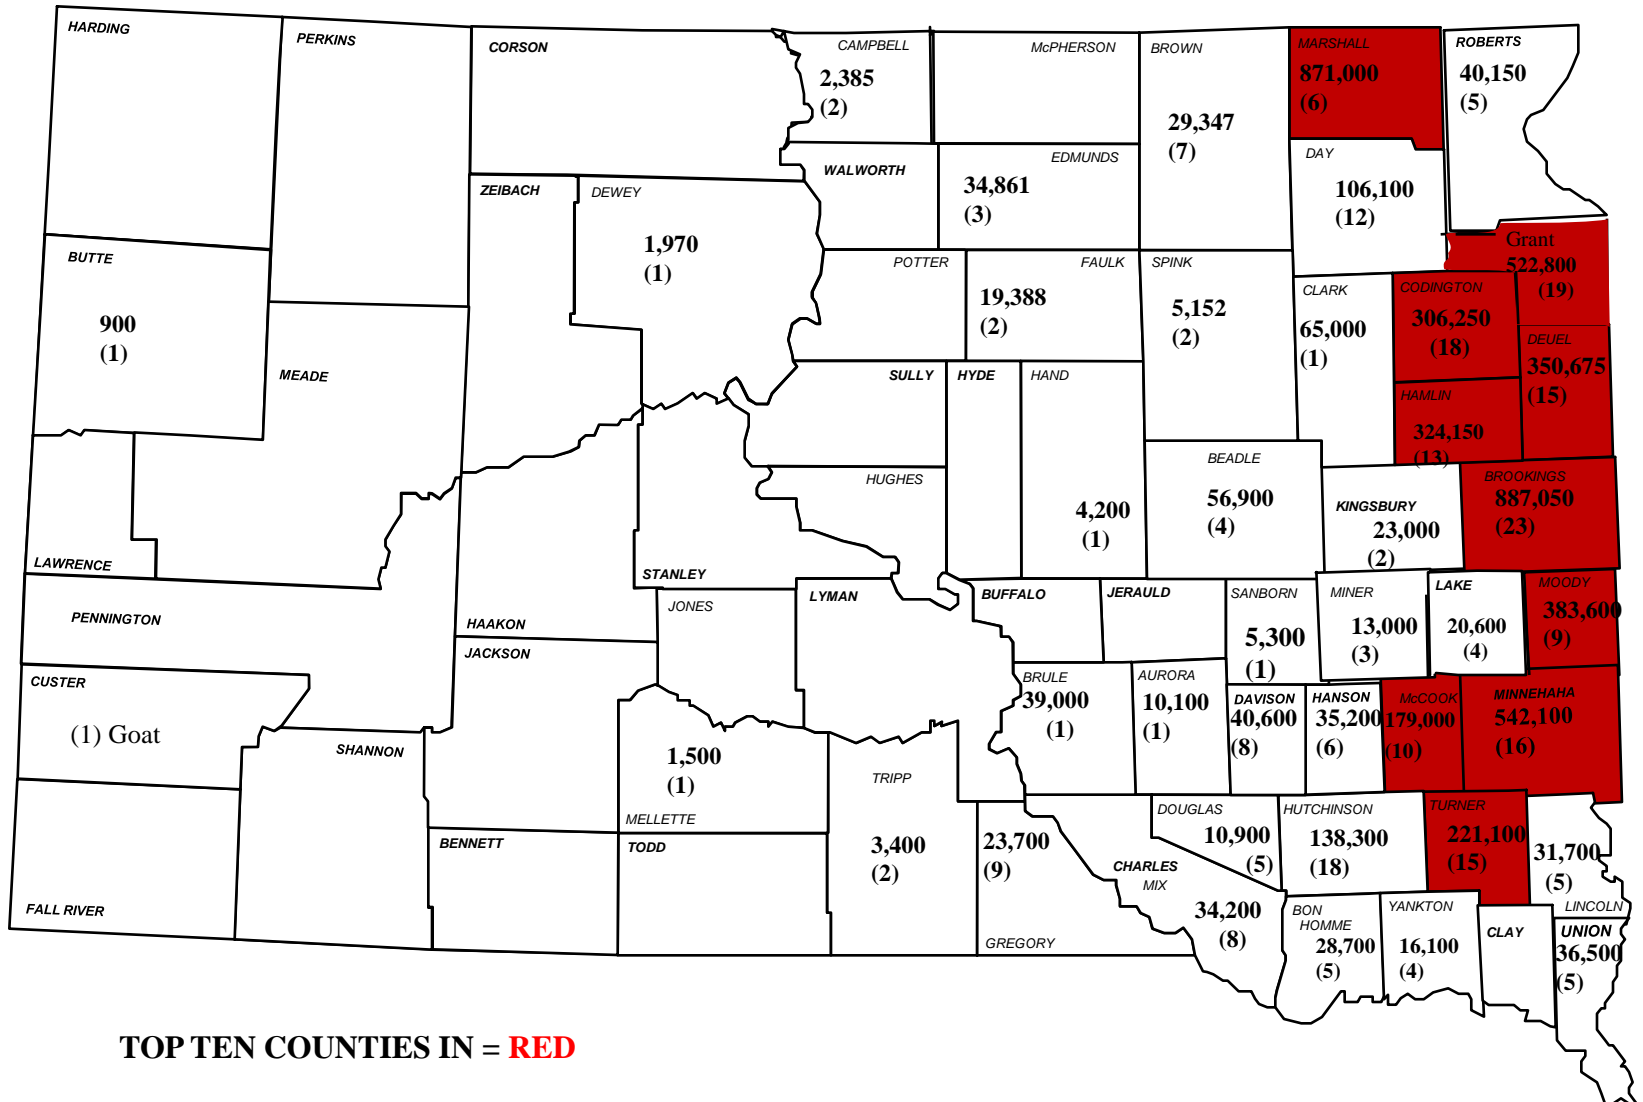 HARDING
PERKINS
CORSON
CAMPBELL
2,385
(2)
McPHERSON
BROWN
29,347
(7)
MARSHALL
871,000
(6)
ROBERTS
40,150
(5)
WALWORTH
EDMUNDS
34,861
(3)
DAY
106,100
(12)
ZEIBACH
DEWEY
1,970
(1)
BUTTE
900
(1)
MEADE
POTTER
FAULK
19,388
(2)
SPINK
5,152
(2)
CLARK
65,000
(1)
Grant
522,800
(19)
CODINGTON
306,250
(18)
DEUEL
350,675
(15)
HAMLIN
324,150
(13)
SULLY
HYDE
HAND
4,200
(1)
HUGHES
BEADLE
56,900
(4)
KINGSBURY
23,000
(2)
BROOKINGS
887,050
(23)
LAWRENCE
PENNINGTON
HAAKON
STANLEY
JONES
LYMAN
BUFFALO
JERAULD
SANBORN
5,300
(1)
MINER
13,000
(3)
LAKE
20,600
(4)
MOODY
383,600
(9)
CUSTER
(1) Goat
JACKSON
SHANNON
MELLETTE
1,500
(1)
TRIPP
3,400
(2)
BRULE
39,000
(1)
AURORA
10,100
(1)
DAVISON
40,600
(8)
HANSON
35,200
(6)
McCOOK
179,000
(10)
MINNEHAHA
542,100
(16)
FALL RIVER
BENNETT
TODD
GREGORY
23,700
(9)
CHARLES
MIX
34,200
(8)
DOUGLAS
10,900
(5)
HUTCHINSON
138,300
(18)
TURNER
221,100
(15)
31,700
(5)
LINCOLN
BON
HOMME
28,700
(5)
YANKTON
16,100
(4)
CLAY
UNION
36,500
(5)
TOP TEN COUNTIES IN = RED